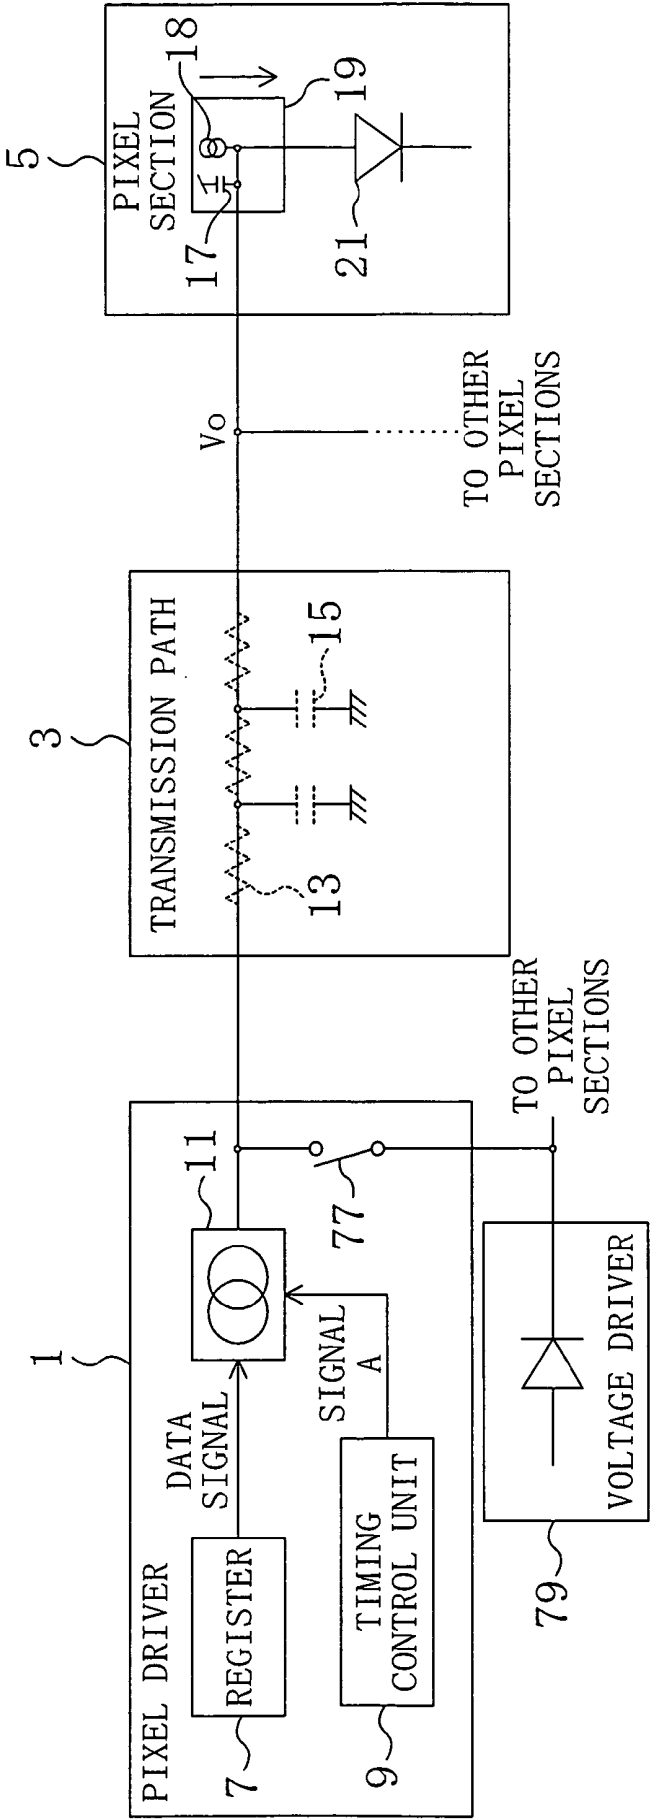 1
PIXEL DRIVER
REGISTER
7
DATA
SIGNAL
11
TIMING
CONTROL UNIT
9
SIGNAL
A
77
VOLTAGE DRIVER
79
TO OTHER
PIXEL
SECTIONS
3
TRANSMISSION PATH
13
15
Vo
TO OTHER
PIXEL
SECTIONS
5
PIXEL
SECTION
17
18
19
21